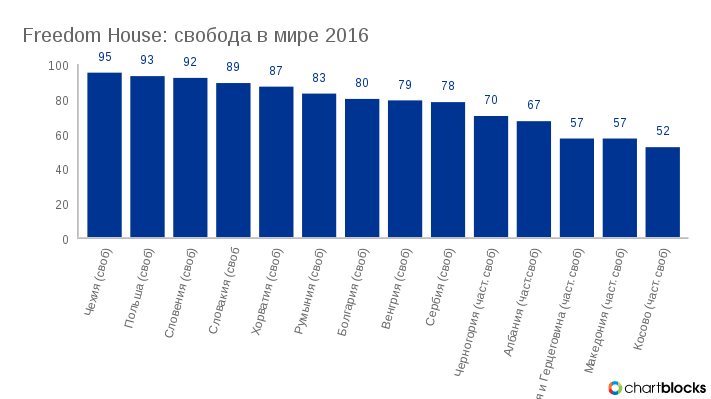 Freedom House: свобода в мире 2016
100
80
60
40
20
0
95
93
92
89
87
83
80
79
78
70
67
57
57
52
Чехия (своб)
Польша (своб)
Словения (своб)
Словакия (своб
Хорватия (своб)
Румыния (своб)
Болгария (своб)
Венгрия (своб)
Сербия (своб)
Черногория (част. своб)
Албания (част.своб)
я и Герцеговина (част. своб)
Македония (част. своб)
Косово (част. своб)
chartblocks